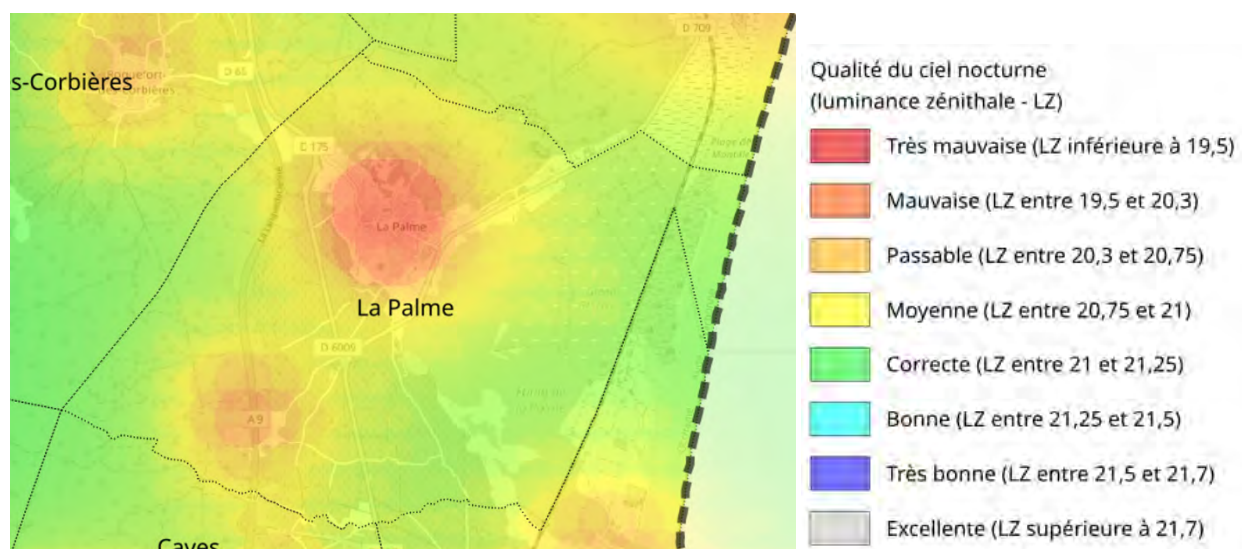 D 709
s-Corbières
D 65
D 175
La Palme
La Palme
D 6009
A 9
Caves
Qualité du ciel nocturne
(luminance zénithale - LZ)
Très mauvaise (LZ inférieure à 19,5)
Mauvaise (LZ entre 19,5 et 20,3)
Passable (LZ entre 20,3 et 20,75)
Moyenne (LZ entre 20,75 et 21)
Correcte (LZ entre 21 et 21,25)
Bonne (LZ entre 21,25 et 21,5)
Très bonne (LZ entre 21,5 et 21,7)
Excellente (LZ supérieure à 21,7)